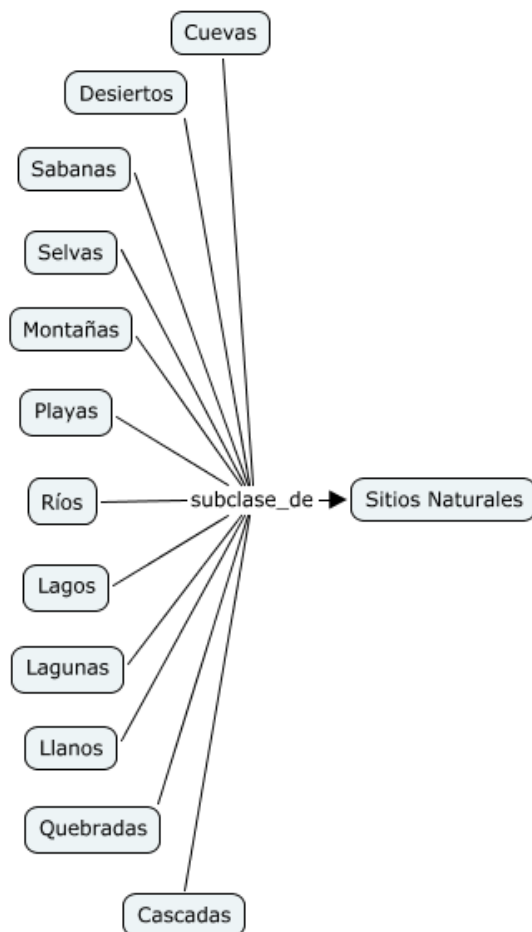 Cuevas
Desiertos
Sabanas
Selvas
Montañas
Playas
Ríos
subclase_de
Sitios Naturales
Lagos
Lagunas
Llanos
Quebradas
Cascadas